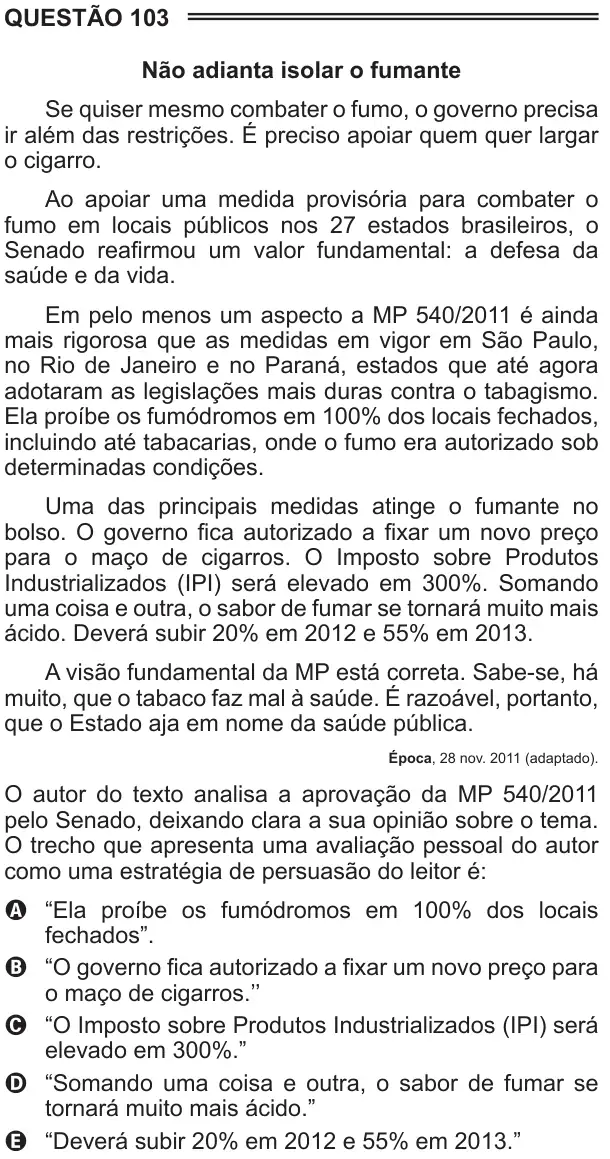 QUESTÃO 103
Não adianta isolar o fumante
Se quiser mesmo combater o fumo, o governo precisa
ir além das restrições. É preciso apoiar quem quer largar
o cigarro.
Ao apoiar uma medida provisória para combater o
fumo em locais públicos nos 27 estados brasileiros, o
Senado reafirmou um valor fundamental: a defesa da
saúde e da vida.
Em pelo menos um aspecto a MP 540/2011 é ainda
mais rigorosa que as medidas em vigor em São Paulo,
no Rio de Janeiro e no Paraná, estados que até agora
adotaram as legislações mais duras contra o tabagismo.
Ela proíbe os fumódromos em 100% dos locais fechados,
incluindo até tabacarias, onde o fumo era autorizado sob
determinadas condições.
Uma das principais medidas atinge o fumante no
bolso. O governo fica autorizado a fixar um novo preço
para o maço de cigarros. O Imposto sobre Produtos
Industrializados (IPI) será elevado em 300%. Somando
uma coisa e outra, o sabor de fumar se tornará muito mais
ácido. Deverá subir 20% em 2012 e 55% em 2013.
A visão fundamental da MP está correta. Sabe-se, há
muito, que o tabaco faz mal à saúde. É razoável, portanto,
que o Estado aja em nome da saúde pública.
Época, 28 nov. 2011 (adaptado).
O autor do texto analisa a aprovação da MP 540/2011
pelo Senado, deixando clara a sua opinião sobre o tema.
O trecho que apresenta uma avaliação pessoal do autor
como uma estratégia de persuasão do leitor é:
A “Ela proíbe os fumódromos em 100% dos locais
fechados”.
B “O governo fica autorizado a fixar um novo preço para
o maço de cigarros.’’
C “O Imposto sobre Produtos Industrializados (IPI) será
elevado em 300%.”
D “Somando uma coisa e outra, o sabor de fumar se
tornará muito mais ácido.”
E “Deverá subir 20% em 2012 e 55% em 2013.”